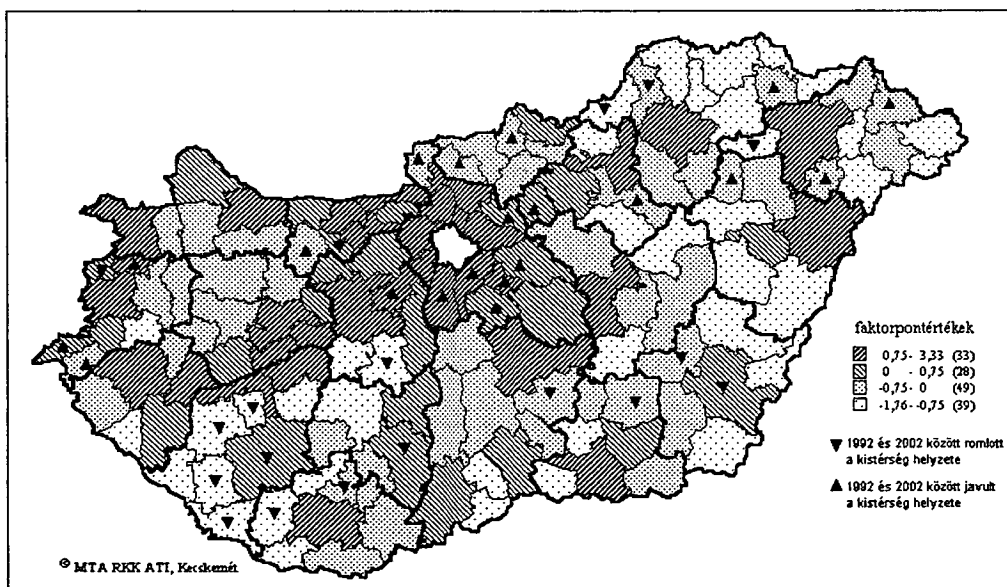 faktorpontértékek
0,75- 3,33 (33)
0 - 0,75 (28)
-0,75- 0 (49)
-1,76--0,75 (39)
▼ 1992 és 2002 között romlott
a kistérség helyzete
▲ 1992 és 2002 között javult
a kistérség helyzete
© MTA RKK ATI, Kecskemét